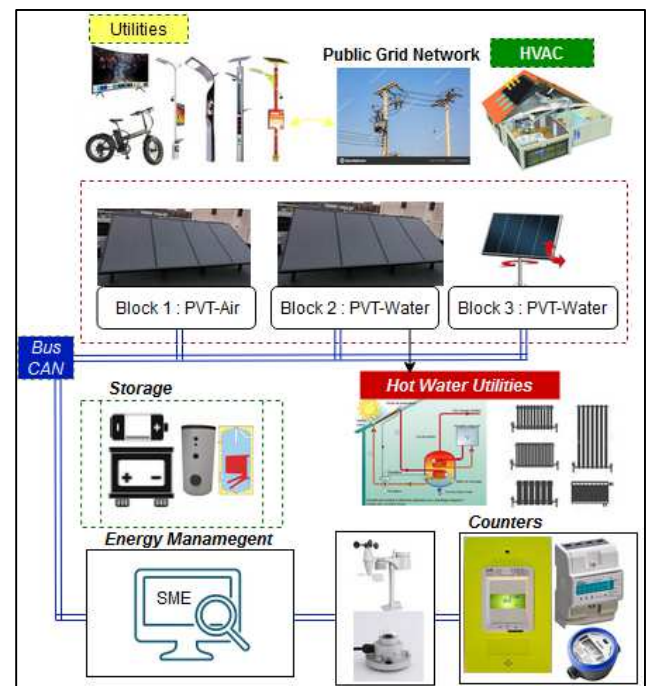 Utilities
Public Grid Network
HVAC
Block 1 : PVT-Air
Block 2 : PVT-Water
Block 3 : PVT-Water
Bus
CAN
Storage
Hot Water Utilities
Energy Manamegent
Counters
SME